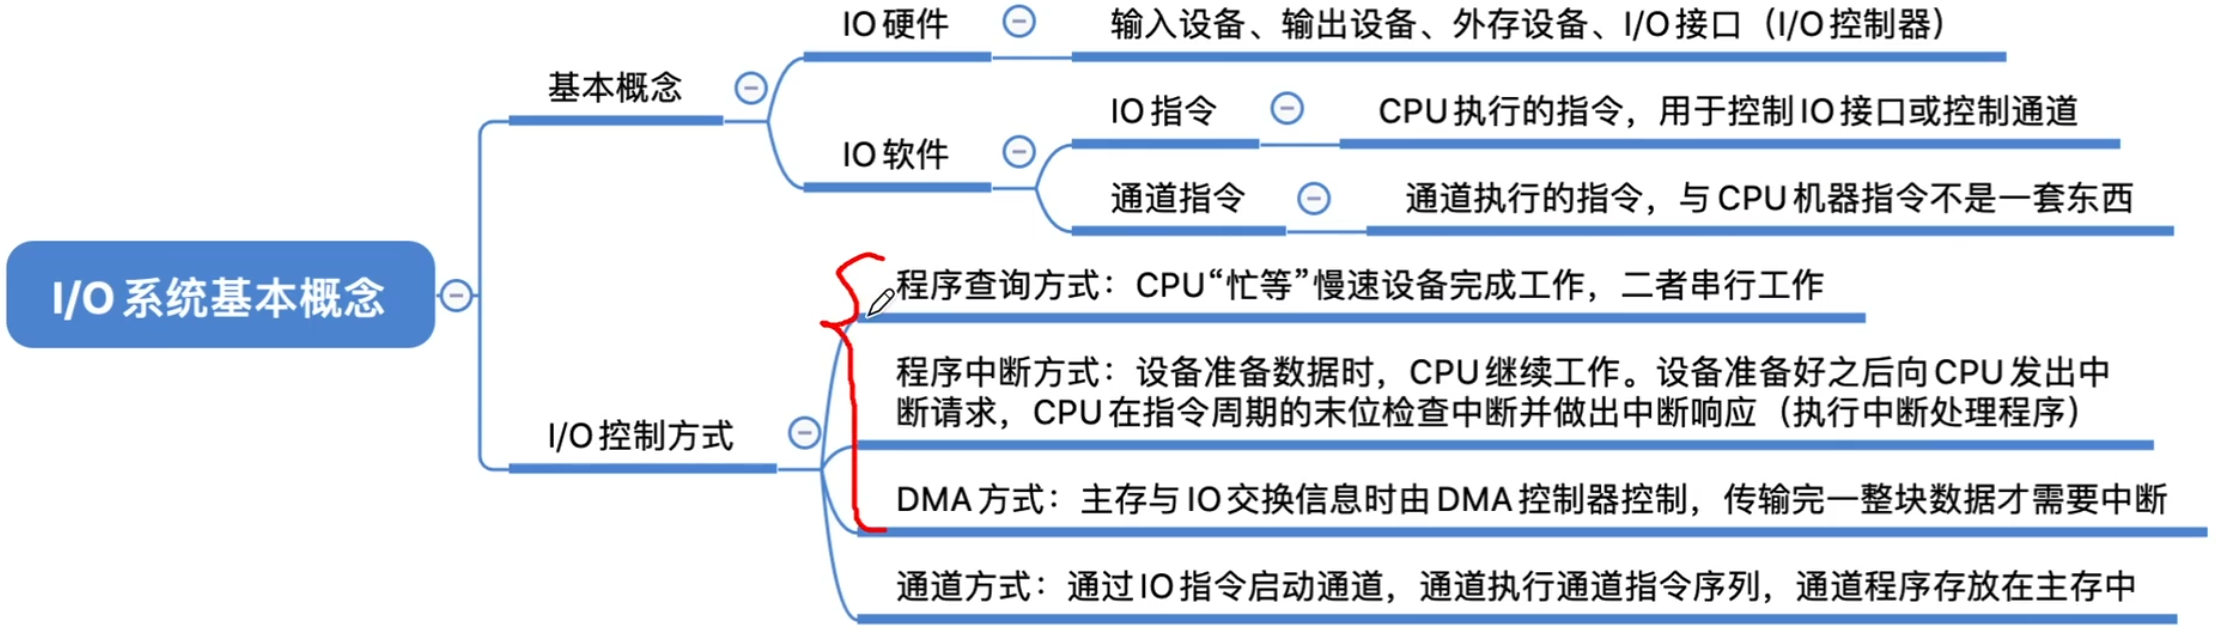 I/O系统基本概念
基本概念
IO硬件
输入设备、输出设备、外存设备、I/O接口（I/O控制器）
IO软件
IO指令
CPU执行的指令，用于控制IO接口或控制通道
通道指令
通道执行的指令，与CPU机器指令不是一套东西
I/O控制方式
程序查询方式：CPU“忙等”慢速设备完成工作，二者串行工作
程序中断方式：设备准备数据时，CPU继续工作。设备准备好之后向CPU发出中
断请求，CPU在指令周期的末位检查中断并做出中断响应（执行中断处理程序）
DMA方式：主存与IO交换信息时由DMA控制器控制，传输完一整块数据才需要中断
通道方式：通过IO指令启动通道，通道执行通道指令序列，通道程序存放在主存中